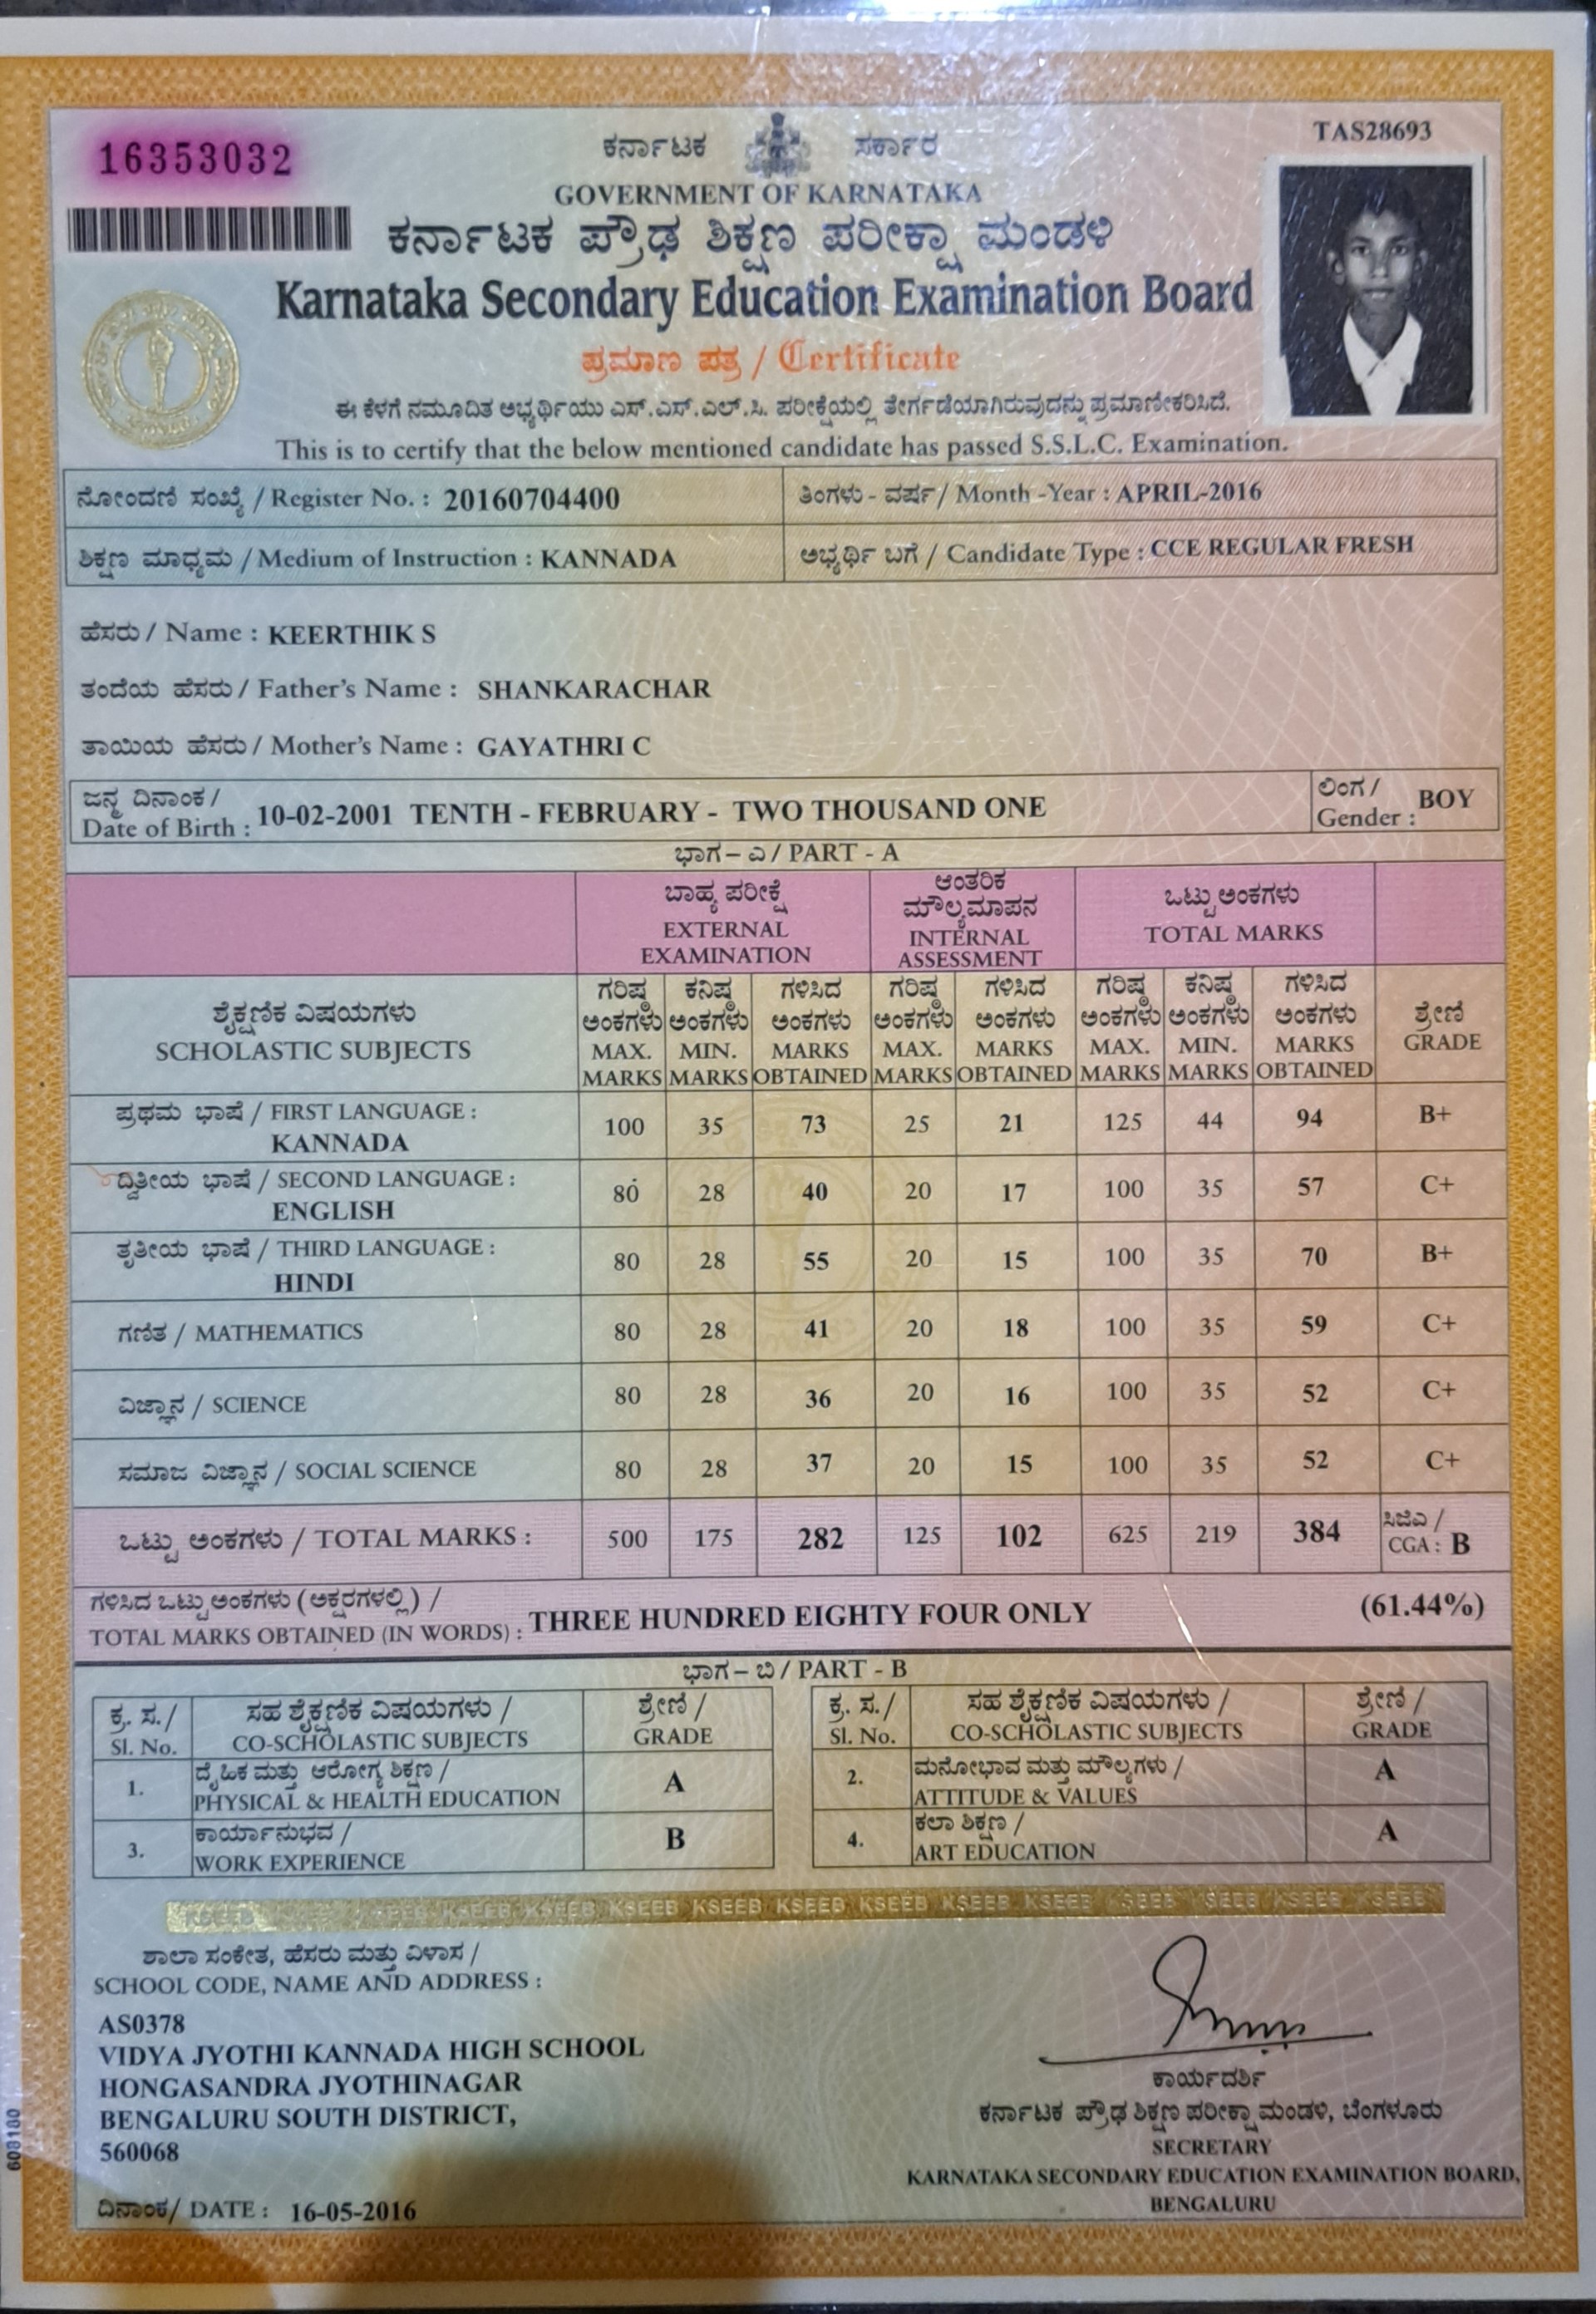 16353032
TAS28693
ಕರ್ನಾಟಕ ಸರ್ಕಾರ
GOVERNMENT OF KARNATAKA
ಕರ್ನಾಟಕ ಪ್ರೌಢ ಶಿಕ್ಷಣ ಪರೀಕ್ಷಾ ಮಂಡಳಿ
Karnataka Secondary Education Examination Board
ಪ್ರಮಾಣ ಪತ್ರ / Certificate
ಈ ಕೆಳಗೆ ನಮೂದಿತ ಅಭ್ಯರ್ಥಿಯು ಎಸ್.ಎಸ್.ಎಲ್.ಸಿ. ಪರೀಕ್ಷೆಯಲ್ಲಿ ತೇರ್ಗಡೆಯಾಗಿರುವುದನ್ನು ಪ್ರಮಾಣೀಕರಿಸಿದೆ.
This is to certify that the below mentioned candidate has passed S.S.L.C. Examination.
ನೋಂದಣಿ ಸಂಖ್ಯೆ / Register No. : 20160704400
ತಿಂಗಳು - ವರ್ಷ / Month -Year : APRIL-2016
ಶಿಕ್ಷಣ ಮಾಧ್ಯಮ / Medium of Instruction : KANNADA
ಅಭ್ಯರ್ಥಿ ಬಗೆ / Candidate Type : CCE REGULAR FRESH
ಹೆಸರು / Name : KEERTHIK S
ತಂದೆಯ ಹೆಸರು / Father's Name : SHANKARACHAR
ತಾಯಿಯ ಹೆಸರು / Mother's Name : GAYATHRI C
ಜನ್ಮ ದಿನಾಂಕ /
Date of Birth : 10-02-2001 TENTH - FEBRUARY - TWO THOUSAND ONE
ಲಿಂಗ /
Gender : BOY
ಭಾಗ – ಎ / PART - A
ಬಾಹ್ಯ ಪರೀಕ್ಷೆ
EXTERNAL
EXAMINATION
ಆಂತರಿಕ
ಮೌಲ್ಯಮಾಪನ
INTERNAL
ASSESSMENT
ಒಟ್ಟು ಅಂಕಗಳು
TOTAL MARKS
ಶೈಕ್ಷಣಿಕ ವಿಷಯಗಳು
SCHOLASTIC SUBJECTS
ಗರಿಷ್ಠ ಕನಿಷ್ಠ ಗಳಿಸಿದ ಗರಿಷ್ಠ ಗಳಿಸಿದ ಗರಿಷ್ಠ ಕನಿಷ್ಠ ಗಳಿಸಿದ
ಅಂಕಗಳು ಅಂಕಗಳು ಅಂಕಗಳು ಅಂಕಗಳು ಅಂಕಗಳು ಅಂಕಗಳು ಅಂಕಗಳು ಅಂಕಗಳು ಶ್ರೇಣಿ
MAX. MIN. MARKS MAX. MARKS MAX. MIN. MARKS GRADE
MARKS MARKS OBTAINED MARKS OBTAINED MARKS MARKS OBTAINED
ಪ್ರಥಮ ಭಾಷೆ / FIRST LANGUAGE :
KANNADA 100 35 73 25 21 125 44 94 B+
ದ್ವಿತೀಯ ಭಾಷೆ / SECOND LANGUAGE :
ENGLISH 80 28 40 20 17 100 35 57 C+
ತೃತೀಯ ಭಾಷೆ / THIRD LANGUAGE :
HINDI 80 28 55 20 15 100 35 70 B+
ಗಣಿತ / MATHEMATICS 80 28 41 20 18 100 35 59 C+
ವಿಜ್ಞಾನ / SCIENCE 80 28 36 20 16 100 35 52 C+
ಸಮಾಜ ವಿಜ್ಞಾನ / SOCIAL SCIENCE 80 28 37 20 15 100 35 52 C+
ಒಟ್ಟು ಅಂಕಗಳು / TOTAL MARKS : 500 175 282 125 102 625 219 384
ಸಿಜಿಎ /
CGA : B
ಗಳಿಸಿದ ಒಟ್ಟು ಅಂಕಗಳು (ಅಕ್ಷರಗಳಲ್ಲಿ) /
TOTAL MARKS OBTAINED (IN WORDS) : THREE HUNDRED EIGHTY FOUR ONLY (61.44%)
ಭಾಗ – ಬಿ / PART - B
ಕ್ರ. ಸ./ ಸಹ ಶೈಕ್ಷಣಿಕ ವಿಷಯಗಳು / ಶ್ರೇಣಿ / ಕ್ರ. ಸ./ ಸಹ ಶೈಕ್ಷಣಿಕ ವಿಷಯಗಳು / ಶ್ರೇಣಿ /
Sl. No. CO-SCHOLASTIC SUBJECTS GRADE Sl. No. CO-SCHOLASTIC SUBJECTS GRADE
1. ದೈಹಿಕ ಮತ್ತು ಆರೋಗ್ಯ ಶಿಕ್ಷಣ /
PHYSICAL & HEALTH EDUCATION A
2. ಮನೋಭಾವ ಮತ್ತು ಮೌಲ್ಯಗಳು /
ATTITUDE & VALUES A
3. ಕಾರ್ಯಾನುಭವ /
WORK EXPERIENCE B
4. ಕಲಾ ಶಿಕ್ಷಣ /
ART EDUCATION A
KSEEB KSEEB KSEEB KSEEB KSEEB KSEEB KSEEB KSEEB KSEEB
ಶಾಲಾ ಸಂಕೇತ, ಹೆಸರು ಮತ್ತು ವಿಳಾಸ /
SCHOOL CODE, NAME AND ADDRESS :
AS0378
VIDYA JYOTHI KANNADA HIGH SCHOOL
HONGASANDRA JYOTHINAGAR
BENGALURU SOUTH DISTRICT,
560068
ದಿನಾಂಕ/ DATE : 16-05-2016
ಕಾರ್ಯದರ್ಶಿ
ಕರ್ನಾಟಕ ಪ್ರೌಢ ಶಿಕ್ಷಣ ಪರೀಕ್ಷಾ ಮಂಡಳಿ, ಬೆಂಗಳೂರು
SECRETARY
KARNATAKA SECONDARY EDUCATION EXAMINATION BOARD,
BENGALURU
608180